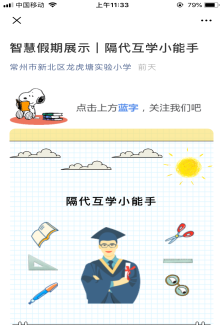 中国移动 上午11:33 79%
智慧假期展示丨隔代互学小能手
常州市新北区龙虎塘实验小学 前天
点击上方蓝字，关注我们吧
隔代互学小能手